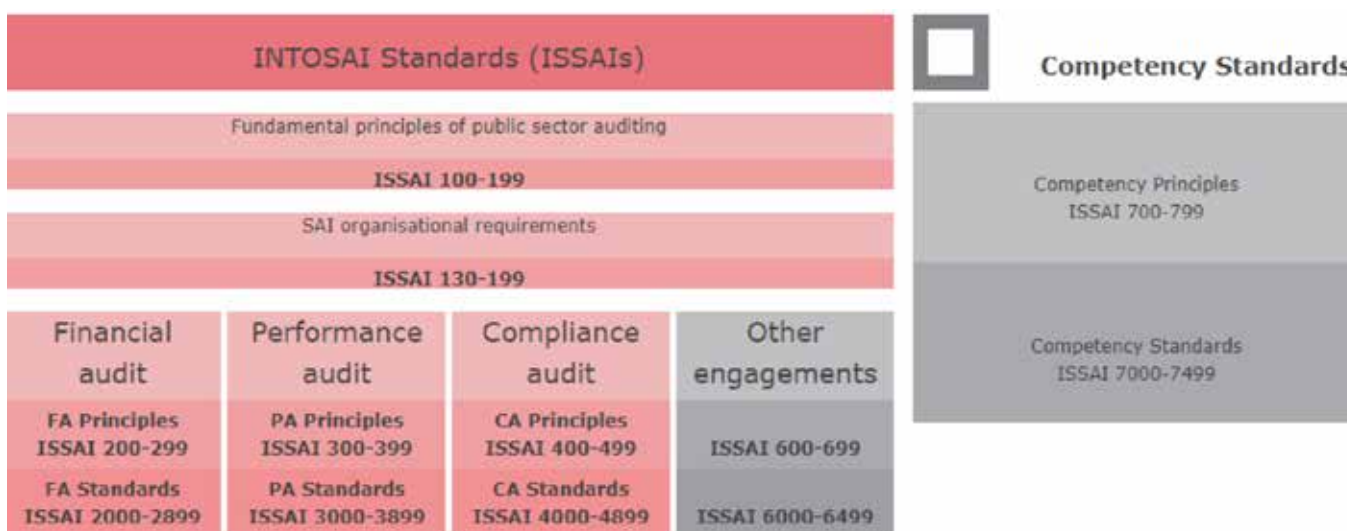 INTOSAI Standards (ISSAIs)
Fundamental principles of public sector auditing
ISSAI 100-199
SAI organisational requirements
ISSAI 130-199
Financial
audit
FA Principles
ISSAI 200-299
FA Standards
ISSAI 2000-2899
Performance
audit
PA Principles
ISSAI 300-399
PA Standards
ISSAI 3000-3899
Compliance
audit
CA Principles
ISSAI 400-499
CA Standards
ISSAI 4000-4899
Other
engagements
ISSAI 600-699
ISSAI 6000-6499
Competency Standards
Competency Principles
ISSAI 700-799
Competency Standards
ISSAI 7000-7499